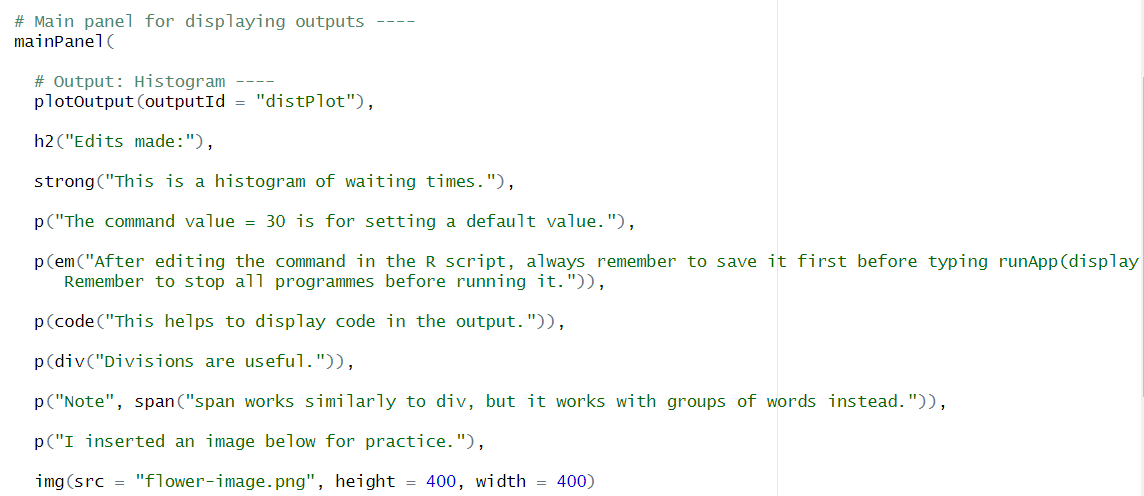 # Main panel for displaying outputs ----
mainPanel(
# Output: Histogram ----
plotOutput(outputId = "distPlot"),
h2("Edits made:"),
strong("This is a histogram of waiting times."),
p("The command value = 30 is for setting a default value."),
p(em("After editing the command in the R script, always remember to save it first before typing runApp(display
Remember to stop all programmes before running it.")),
p(code("This helps to display code in the output.")),
p(div("Divisions are useful.")),
p("Note", span("span works similarly to div, but it works with groups of words instead.")),
p("I inserted an image below for practice."),
img(src = "flower-image.png", height = 400, width = 400)